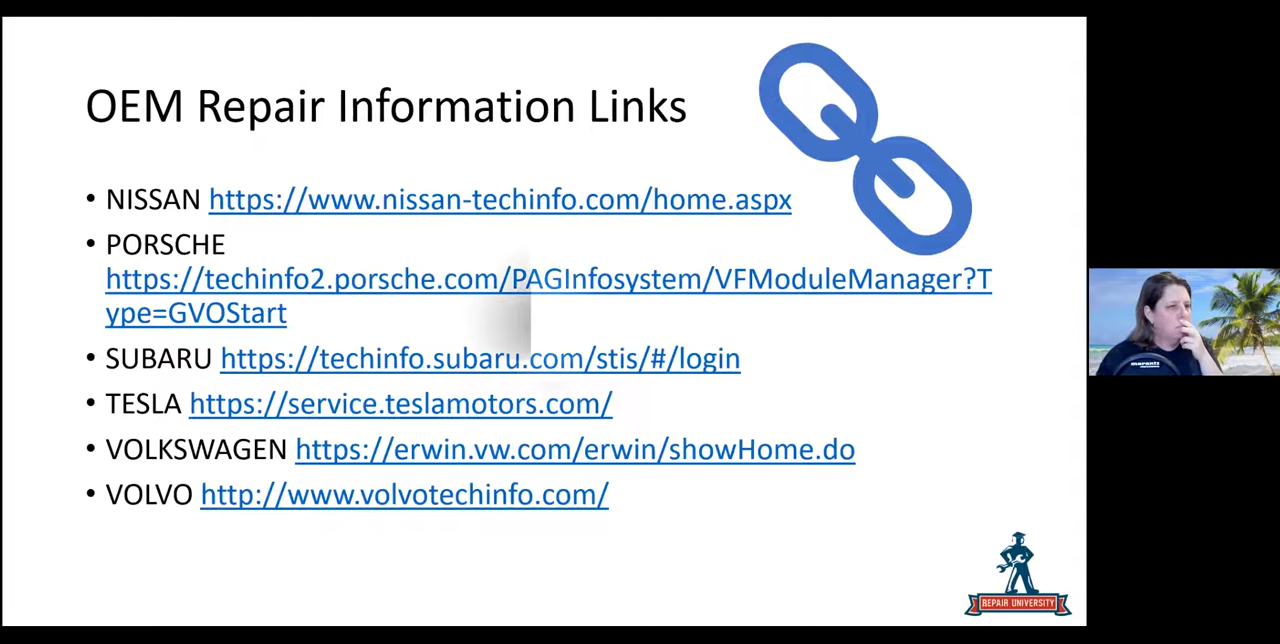 OEM Repair Information Links
• NISSAN https://www.nissan-techinfo.com/home.aspx
• PORSCHE
https://techinfo2.porsche.com/PAGInfosystem/VFModuleManager?T
ype=GVOStart
• SUBARU https://techinfo.subaru.com/stis/#/login
• TESLA https://service.teslamotors.com/
• VOLKSWAGEN https://erwin.vw.com/erwin/showHome.do
• VOLVO http://www.volvotechinfo.com/
marantz
REPAIR UNIVERSITY